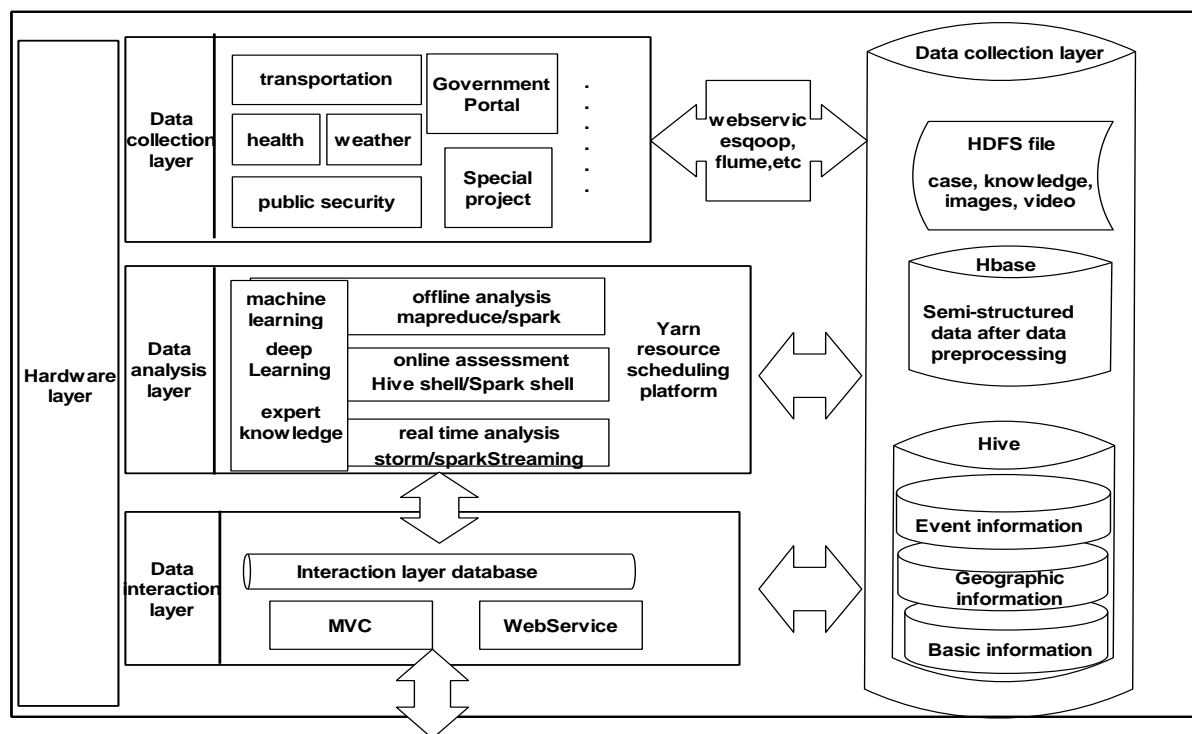 Hardware
layer
Data
collection
layer
transportation
health
weather
public security
Government
Portal
Special
project
.
.
.
.
.
.
.
webservic
esqoop,
flume,etc
Data collection layer
HDFS file
case, knowledge,
images, video
Hbase
Semi-structured
data after data
preprocessing
Hive
Event information
Geographic
information
Basic information
Data
analysis
layer
machine
learning
deep
Learning
expert
knowledge
offline analysis
mapreduce/spark
online assessment
Hive shell/Spark shell
real time analysis
storm/sparkStreaming
Yarn
resource
scheduling
platform
Data
interaction
layer
Interaction layer database
MVC
WebService